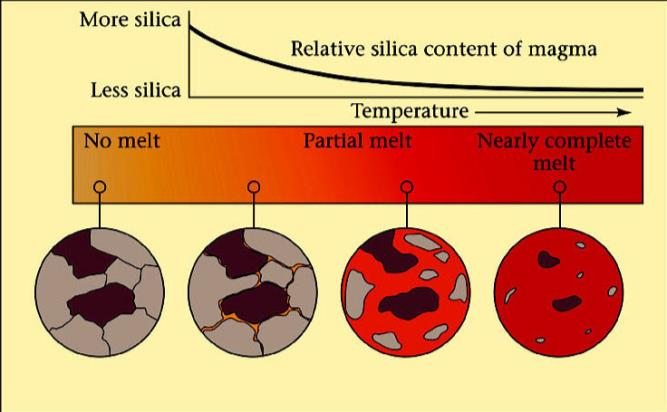 More silica
Relative silica content of magma
Less silica
Temperature
No melt
Partial melt
Nearly complete
melt